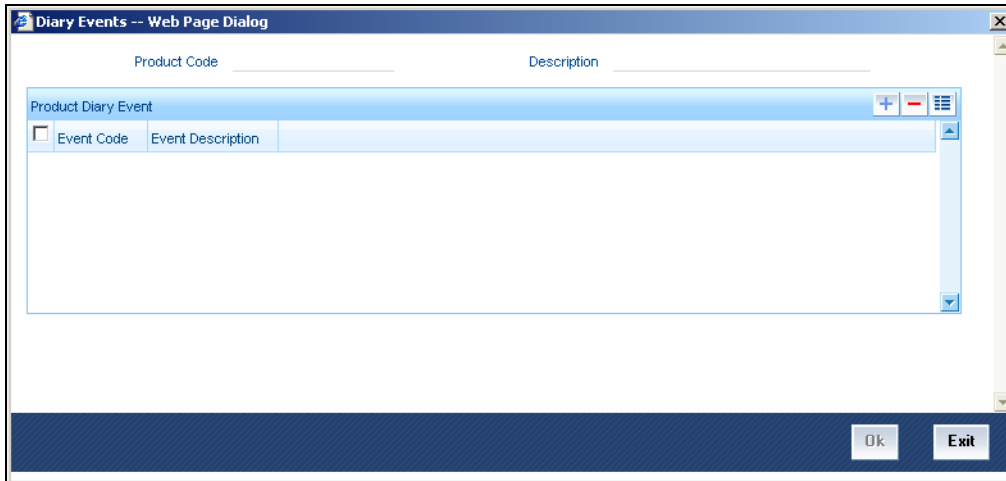 Diary Events -- Web Page Dialog
Product Code Description
Product Diary Event
Event Code Event Description
Ok Exit